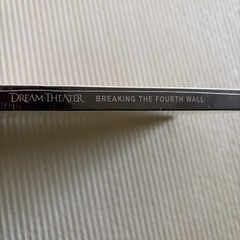 DREAM THEATER BREAKING THE FOURTH WALL